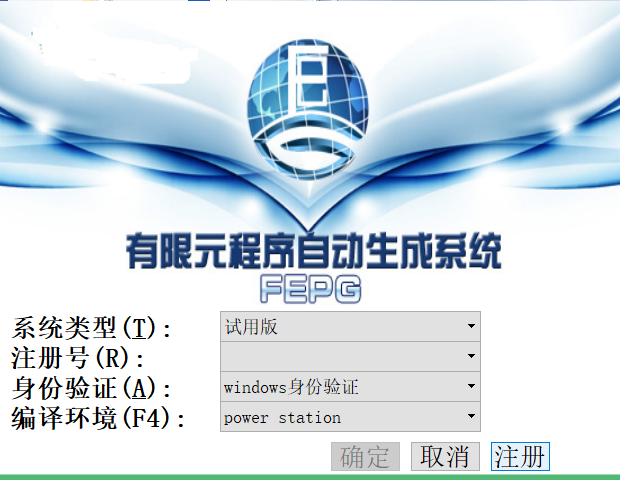 E
有限元程序自动生成系统
FEPG
系统类型(T): 试用版
注册号(R):
身份验证(A): windows身份验证
编译环境(F4): power station
确定 取消 注册